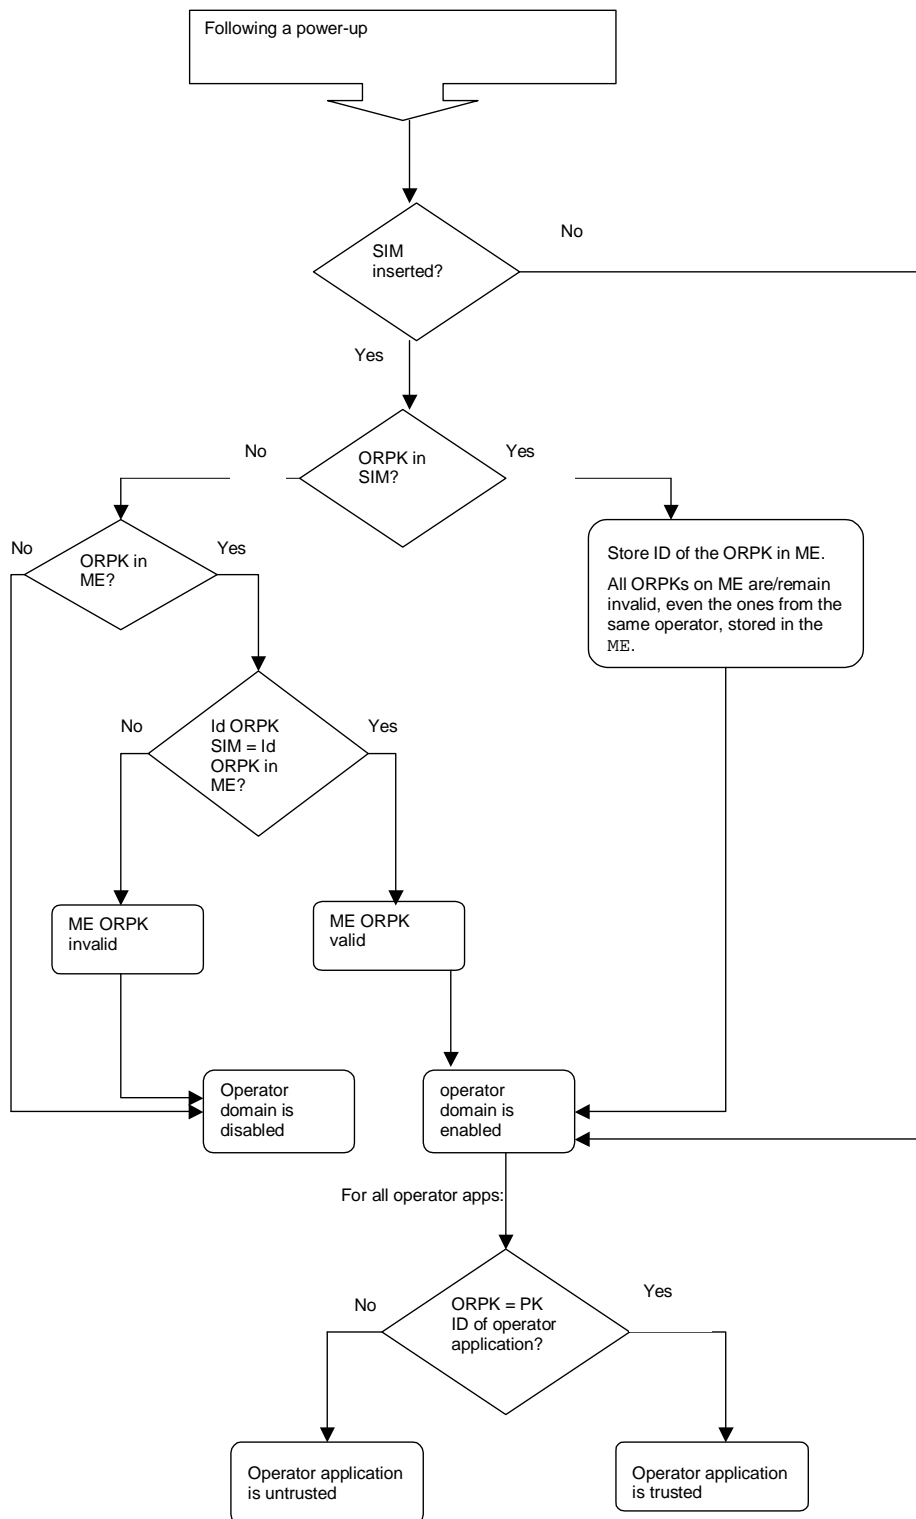 Following a power-up
SIM
inserted?
No
Yes
ORPK in
SIM?
No
Yes
ORPK in
ME?
No
Yes
Store ID of the ORPK in ME.
All ORPKs on ME are/remain
invalid, even the ones from the
same operator, stored in the
ME.
Id ORPK
SIM = Id
ORPK in
ME?
No
Yes
ME ORPK
invalid
ME ORPK
valid
Operator
domain is
disabled
operator
domain is
enabled
For all operator apps:
ORPK = PK
ID of operator
application?
No
Yes
Operator application
is untrusted
Operator application
is trusted